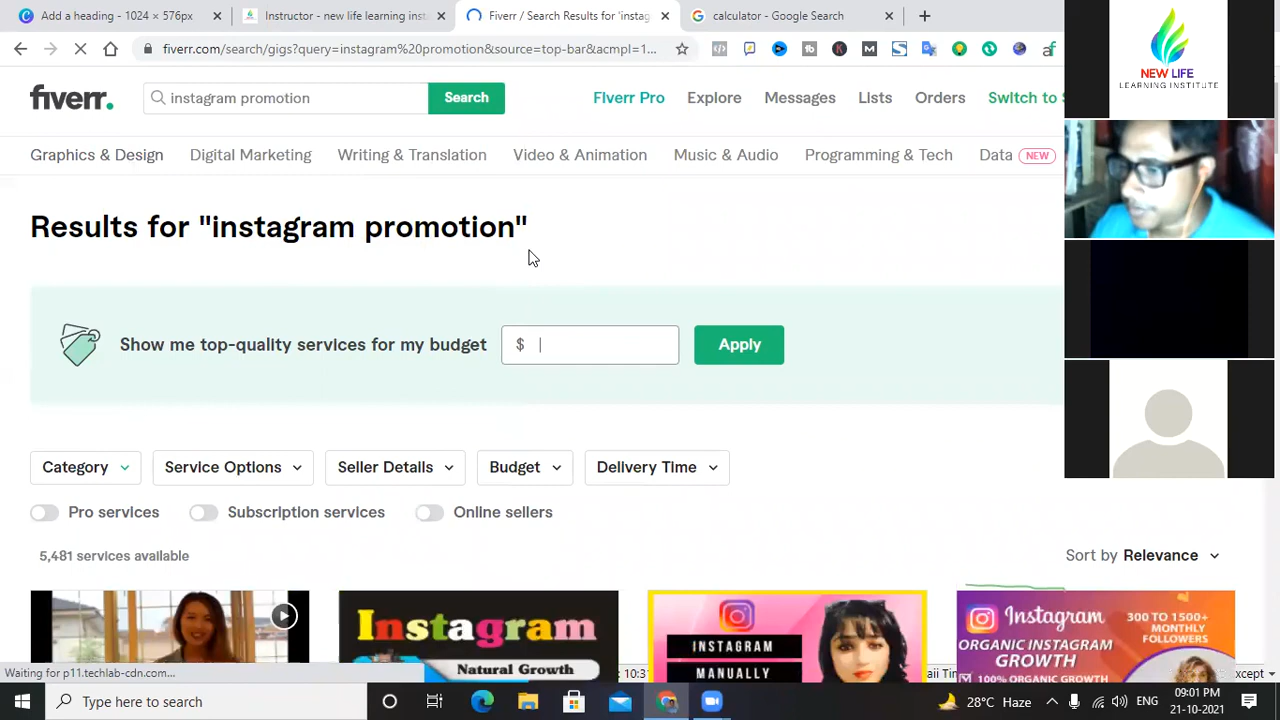 Add a heading - 1024 × 576px
Instructor - new life learning inst
Fiverr / Search Results for 'instag
calculator - Google Search
fiverr.com/search/gigs?query=instagram%20promotion&source=top-bar&acmpl=1...
fiverr.
instagram promotion
Search
Fiverr Pro
Explore
Messages
Lists
Orders
Switch to S
NEW LIFE
LEARNING INSTITUTE
Graphics & Design
Digital Marketing
Writing & Translation
Video & Animation
Music & Audio
Programming & Tech
Data NEW
Results for "instagram promotion"
Show me top-quality services for my budget
$
Apply
Category
Service Options
Seller Details
Budget
Delivery Time
Pro services
Subscription services
Online sellers
5,481 services available
Sort by Relevance
Instagram
Natural Growth
INSTAGRAM
MANUALLY
Instagram
ORGANIC INSTAGRAM
GROWTH
100% ORGANIC GROWTH
300 TO 1500+
MONTHLY
FOLLOWERS
Waiting for p11.techlab-cdn.com...
Type here to search
28°C Haze
ENG
09:01 PM
21-10-2021